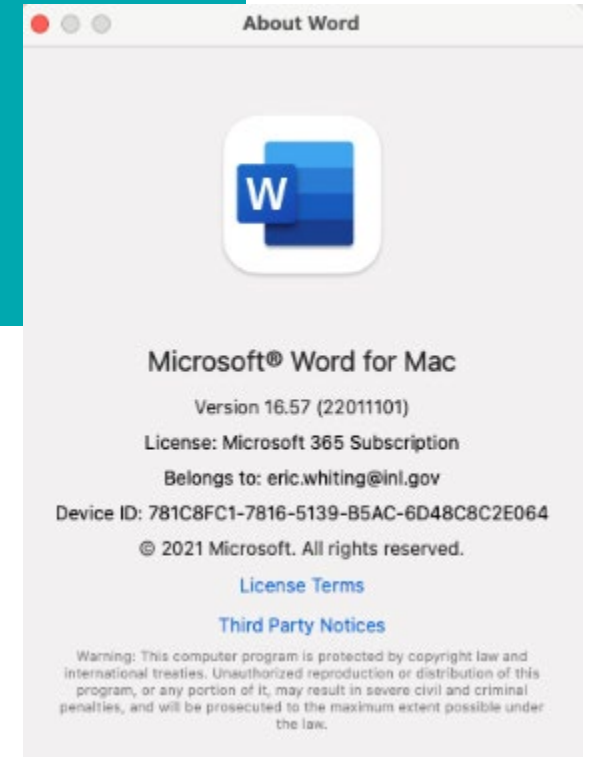 About Word
W
Microsoft® Word for Mac
Version 16.57 (22011101)
License: Microsoft 365 Subscription
Belongs to: eric.whiting@inl.gov
Device ID: 781C8FC1-7816-5139-B5AC-6D48C8C2E064
© 2021 Microsoft. All rights reserved.
License Terms
Third Party Notices
Warning: This computer program is protected by copyright law and
international treaties. Unauthorized reproduction or distribution of this
program, or any portion of it, may result in severe civil and criminal
penalties, and will be prosecuted to the maximum extent possible under
the law.